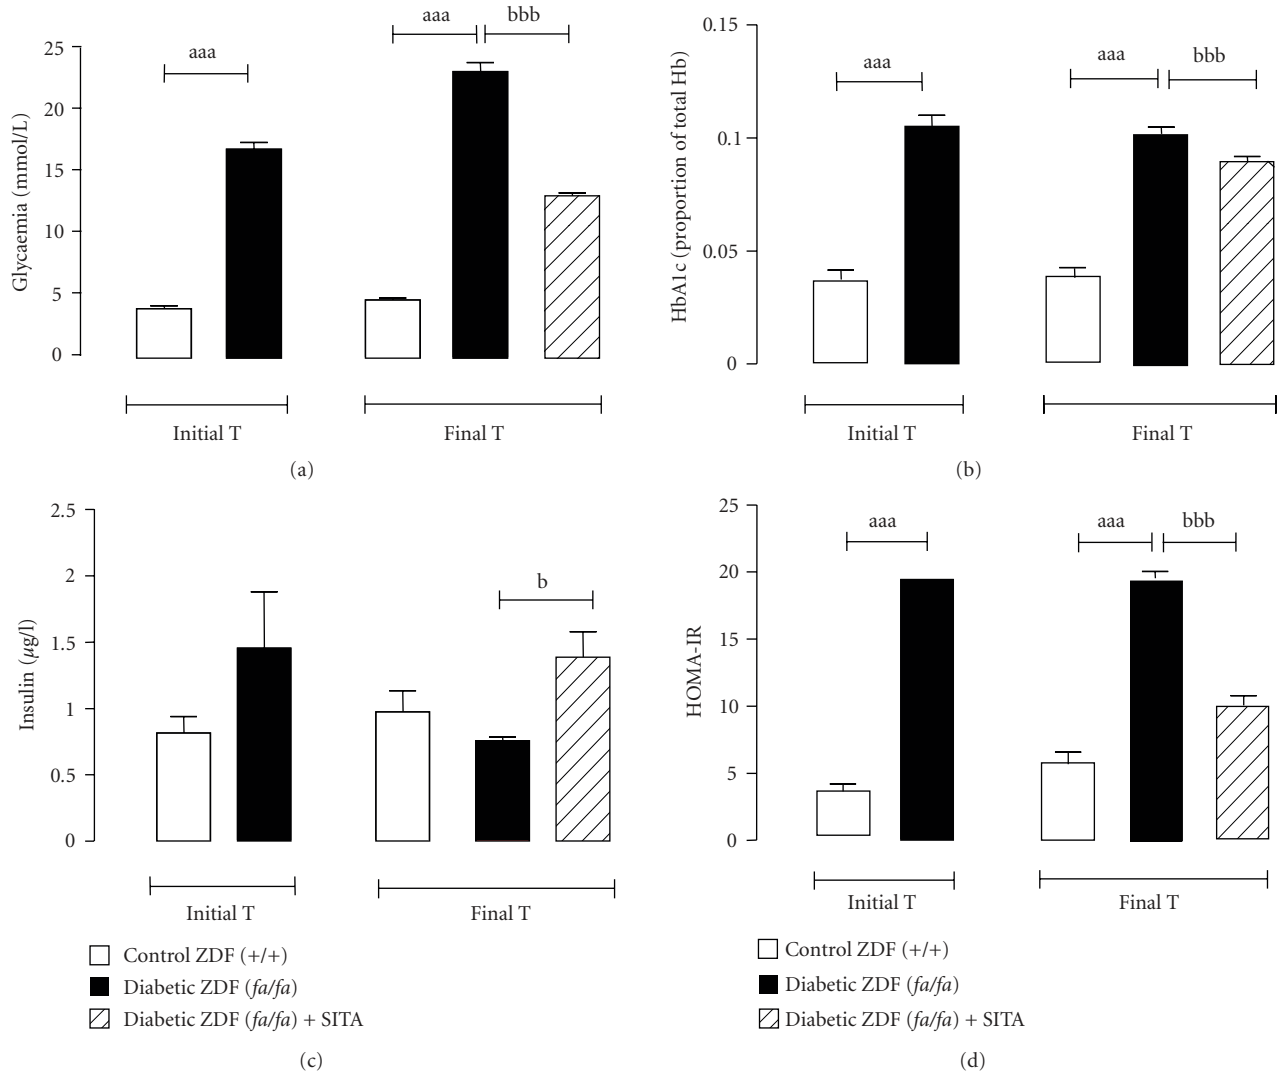 aaa
aaa
bbb
25
20
15
10
5
0
Glycaemia (mmol/L)
Initial T
Final T
(a)
0.15
0.1
0.05
0
HbA1c (proportion of total Hb)
aaa
aaa
bbb
Initial T
Final T
(b)
2.5
2
1.5
1
0.5
0
Insulin (µg/l)
b
Initial T
Final T
Control ZDF (+/+)
Diabetic ZDF (fa/fa)
Diabetic ZDF (fa/fa) + SITA
(c)
25
20
15
10
5
0
HOMA-IR
aaa
aaa
bbb
Initial T
Final T
Control ZDF (+/+)
Diabetic ZDF (fa/fa)
Diabetic ZDF (fa/fa) + SITA
(d)